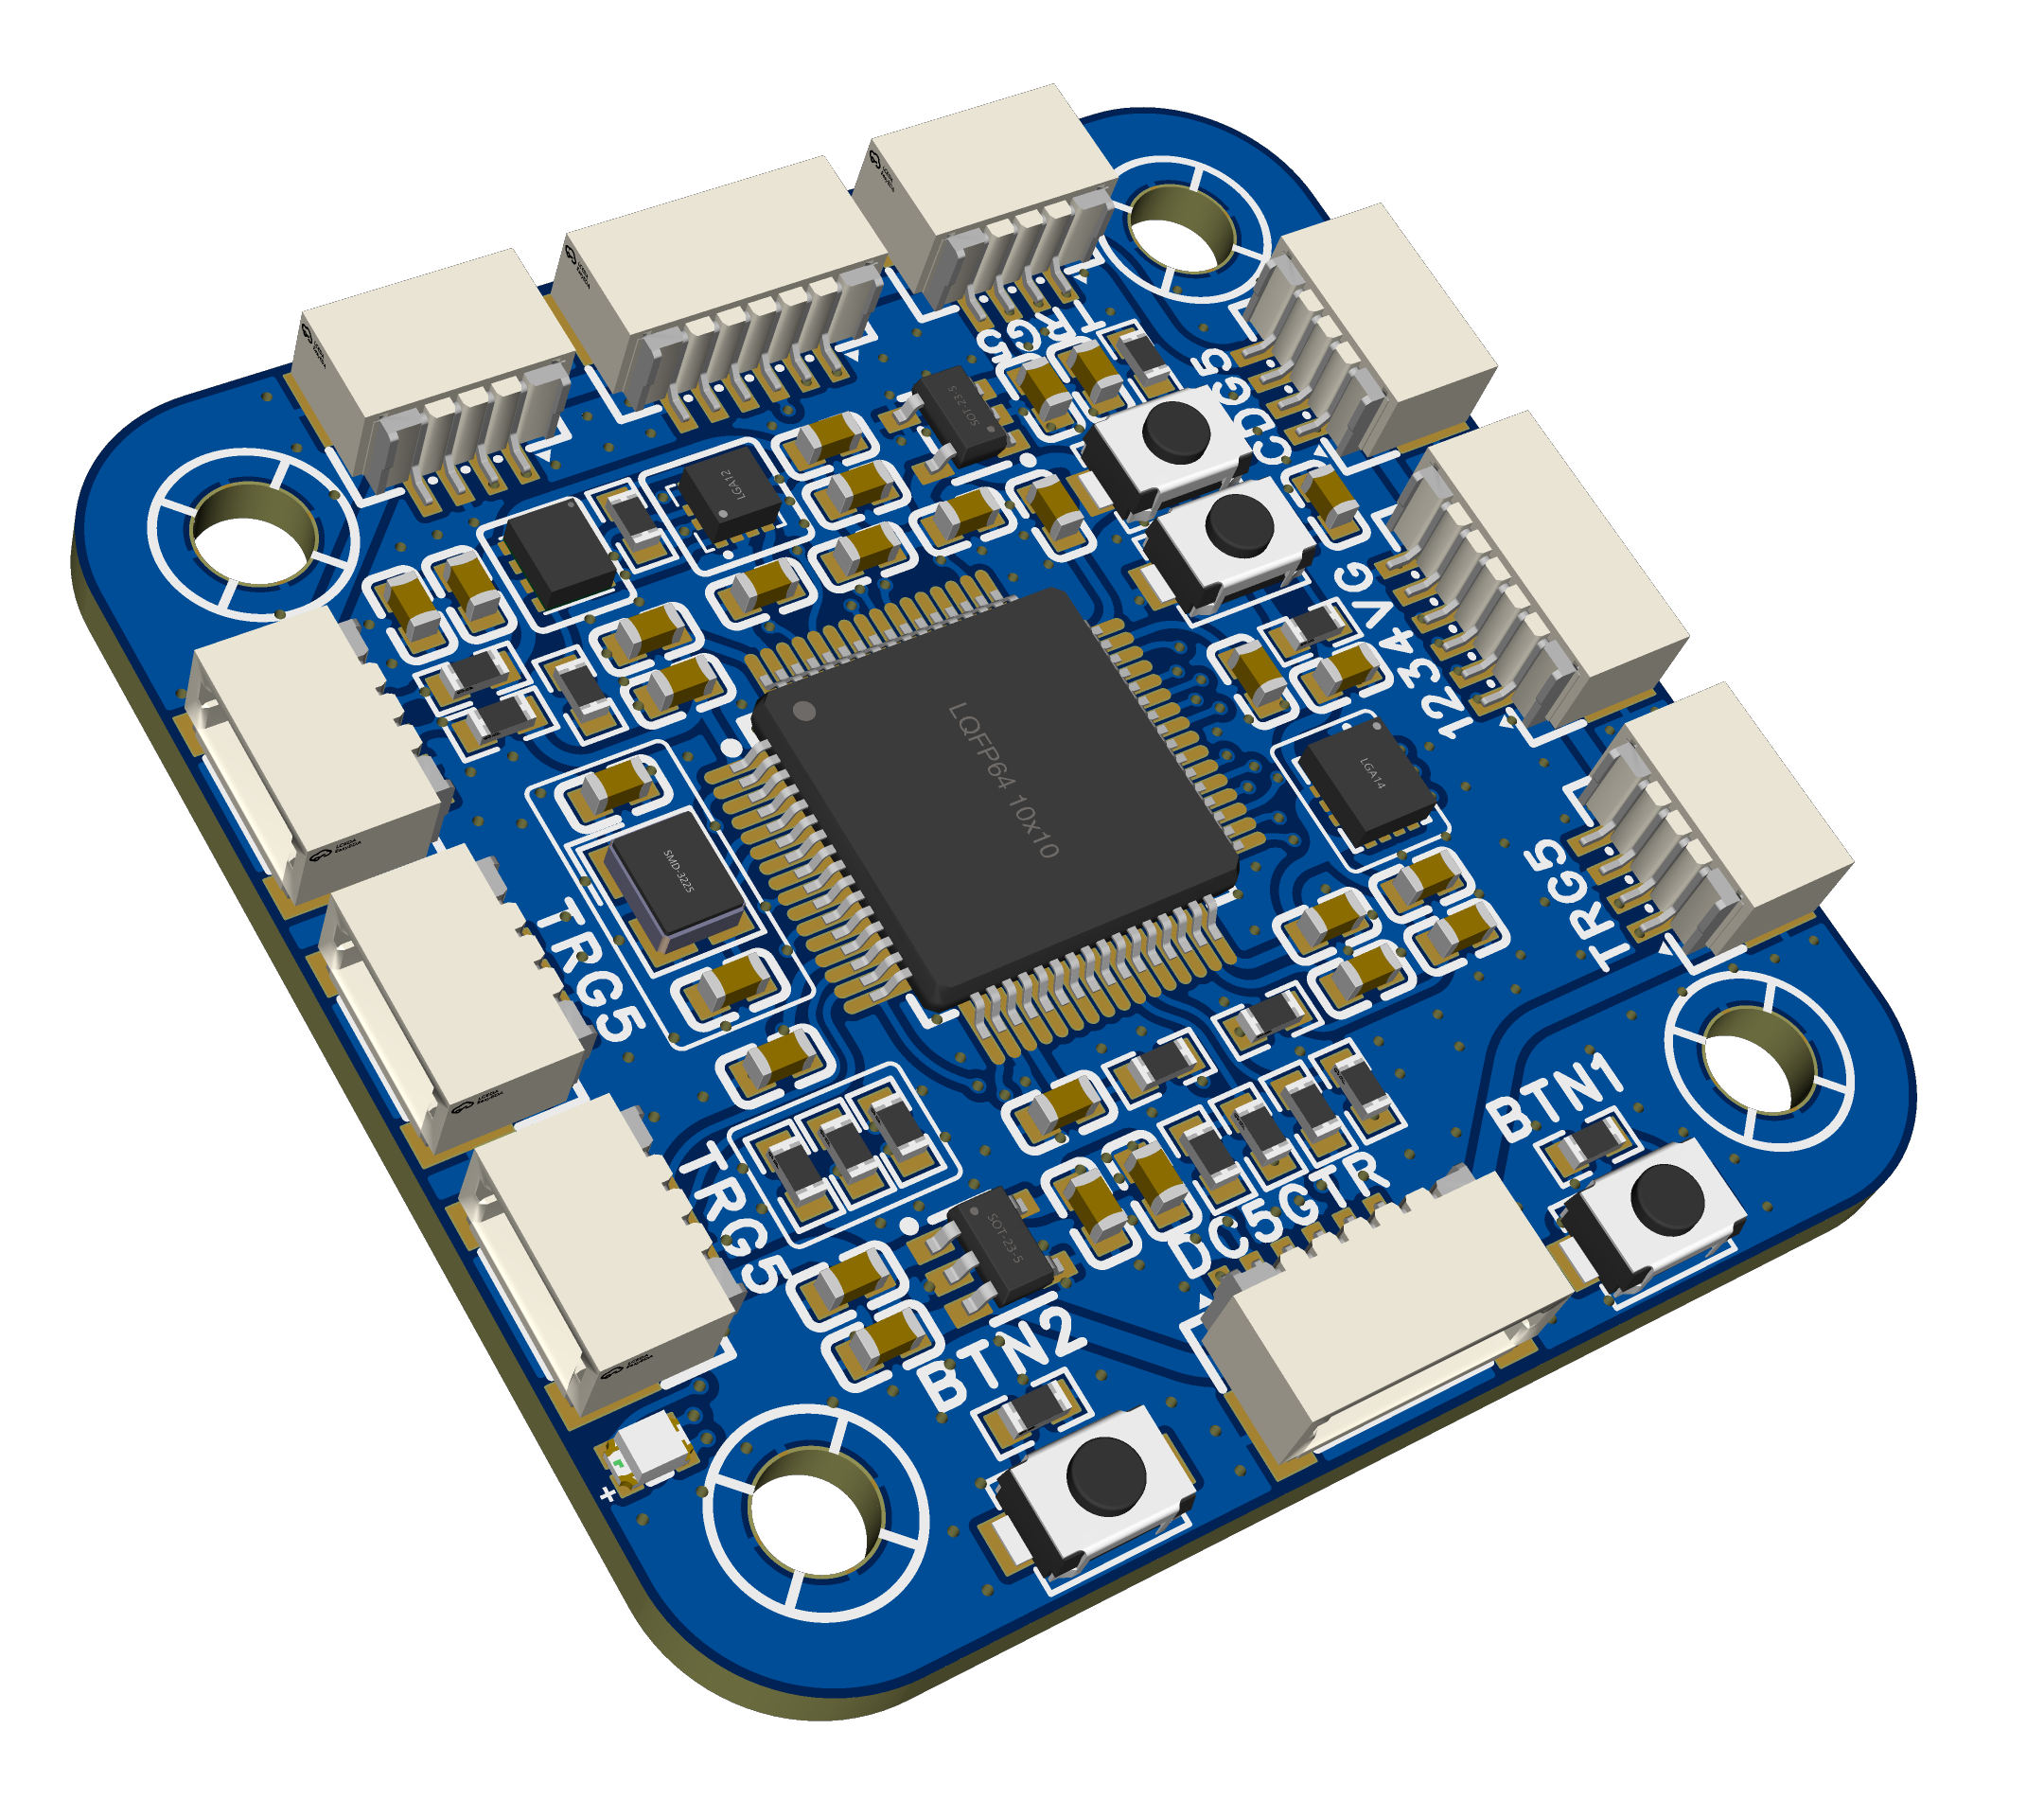 TRG5
CDG5
SOT-23-5
LGA12
1234VG
LQFP64 10x10
LGA14
TRG5
SMD-3225
TRG5
BTN1
TRG5
DC5GTR
SOT-23-5
BTN2
+